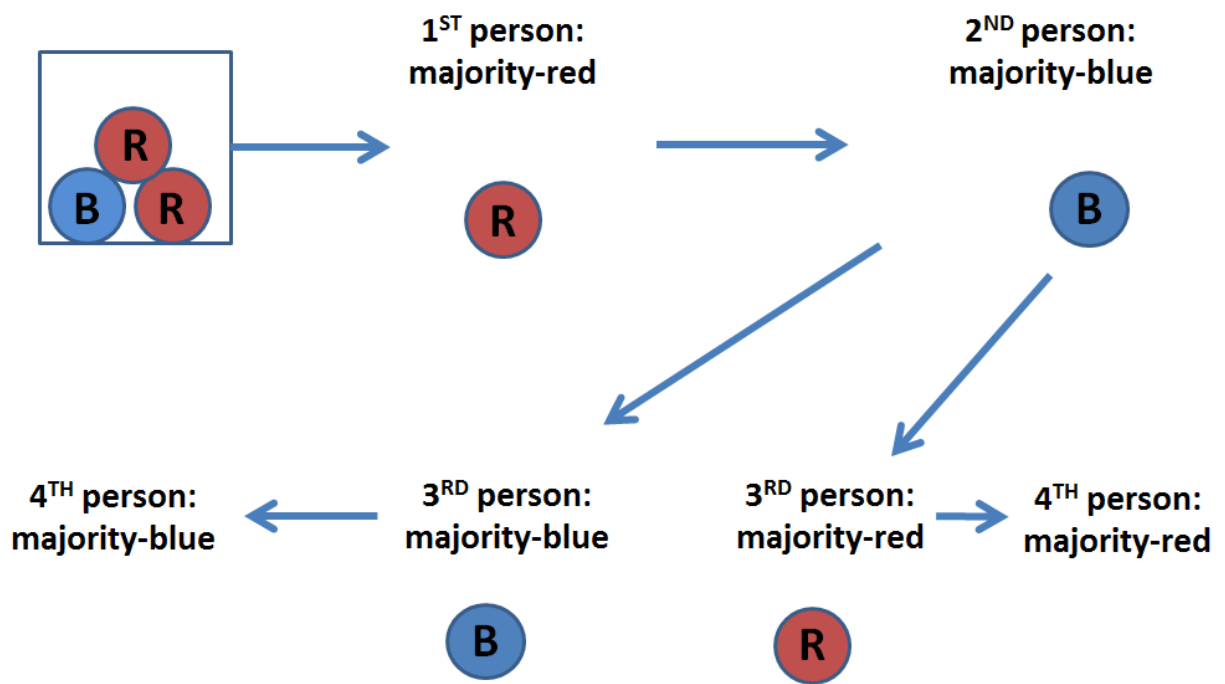 1ST person:
majority-red
2ND person:
majority-blue
R
B
R
R
B
4TH person:
majority-blue
3RD person:
majority-blue
3RD person:
majority-red
4TH person:
majority-red
B
R